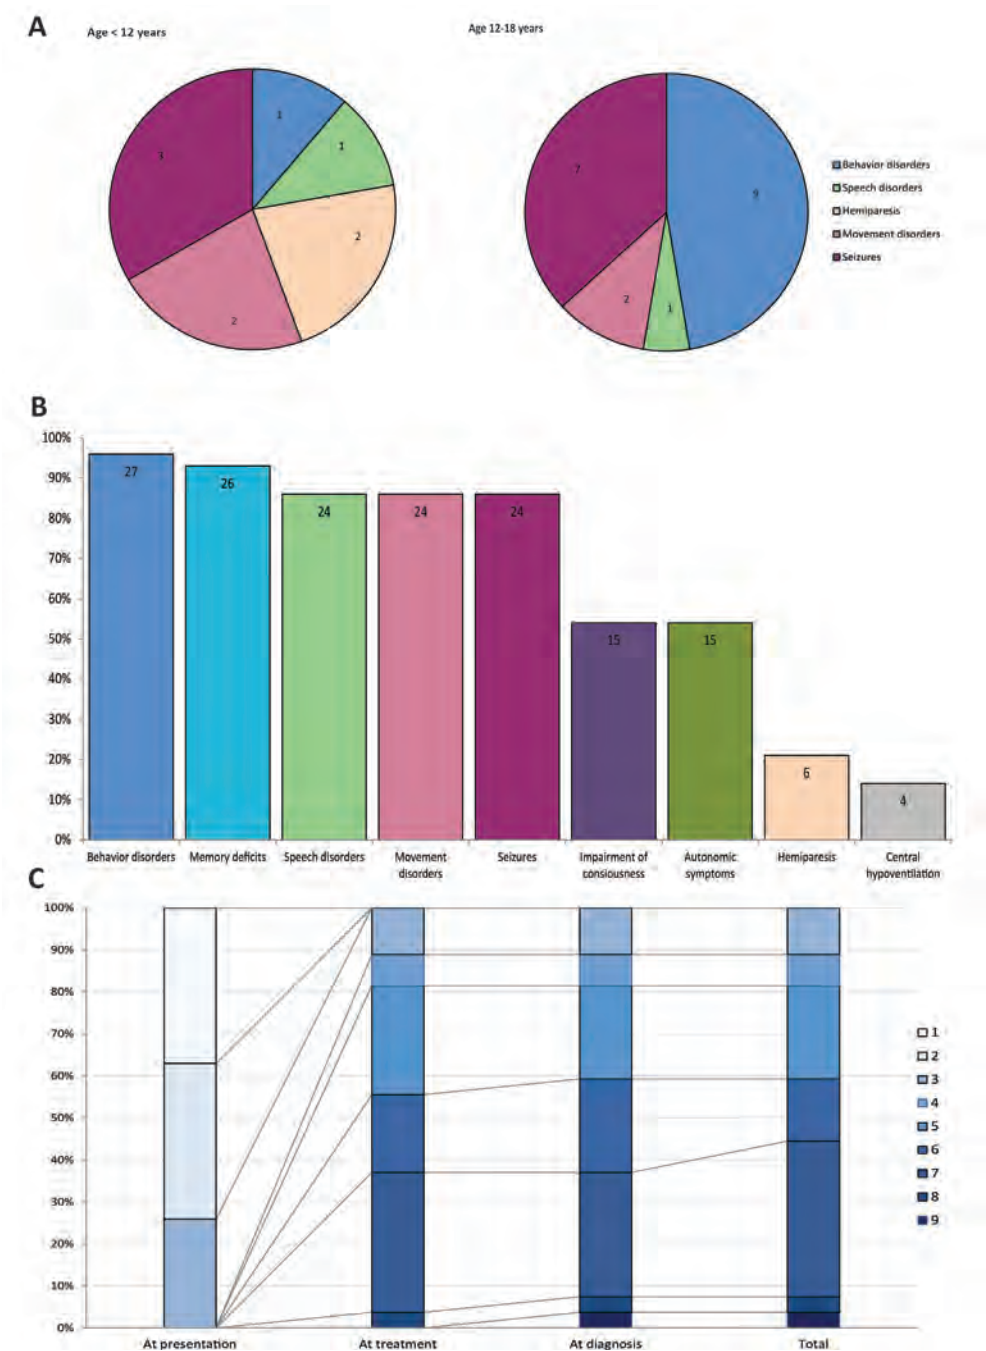 A
Age < 12 years
Age 12-18 years
1
1
2
2
3
9
1
2
7
Behavior disorders
Speech disorders
Hemiparesis
Movement disorders
Seizures
B
100%
90%
80%
70%
60%
50%
40%
30%
20%
10%
0%
27
26
24
24
24
15
15
6
4
Behavior disorders
Memory deficits
Speech disorders
Movement
disorders
Seizures
Impairment of
consiousness
Autonomic
symptoms
Hemiparesis
Central
hypoventilation
C
100%
90%
80%
70%
60%
50%
40%
30%
20%
10%
0%
At presentation
At treatment
At diagnosis
Total
1
2
3
4
5
6
7
8
9